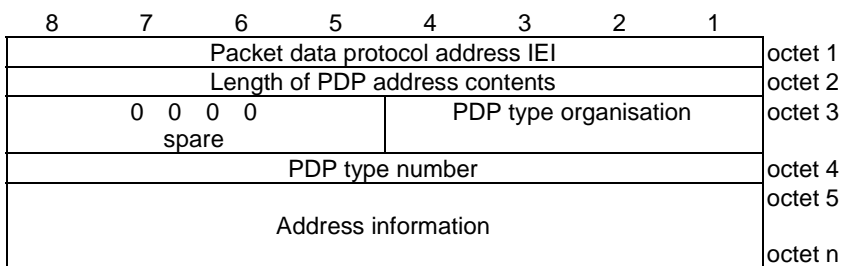 8 7 6 5 4 3 2 1
Packet data protocol address IEI octet 1
Length of PDP address contents octet 2
0 0 0 0 PDP type organisation octet 3
spare
PDP type number octet 4
octet 5
Address information
octet n